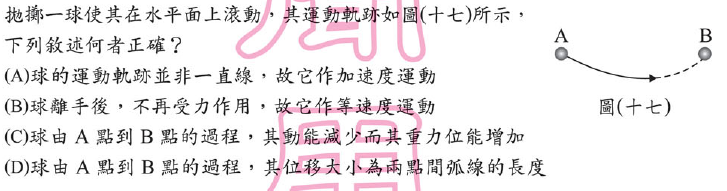 拋擲一球使其在水平面上滾動，其運動軌跡如圖(十七)所示，
下列敘述何者正確？
(A)球的運動軌跡並非一直線，故它作加速度運動
(B)球離手後，不再受力作用，故它作等速度運動
(C)球由 A 點到 B 點的過程，其動能減少而其重力位能增加
(D)球由 A 點到 B 點的過程，其位移大小為兩點間弧線的長度
A B
圖(十七)